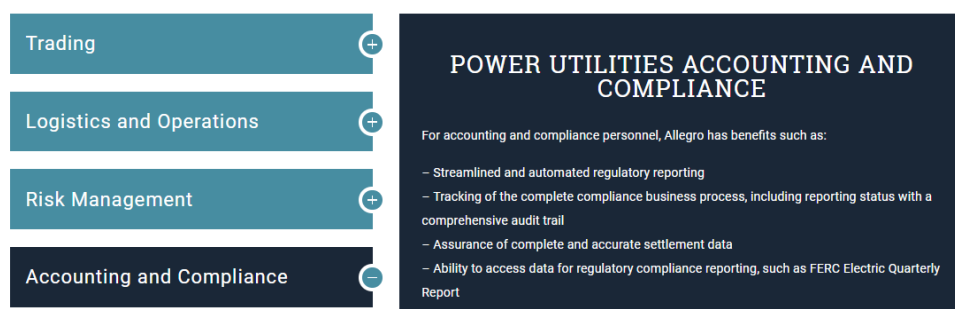 Trading
Logistics and Operations
Risk Management
Accounting and Compliance
POWER UTILITIES ACCOUNTING AND
COMPLIANCE
For accounting and compliance personnel, Allegro has benefits such as:
– Streamlined and automated regulatory reporting
– Tracking of the complete compliance business process, including reporting status with a
comprehensive audit trail
– Assurance of complete and accurate settlement data
– Ability to access data for regulatory compliance reporting, such as FERC Electric Quarterly
Report